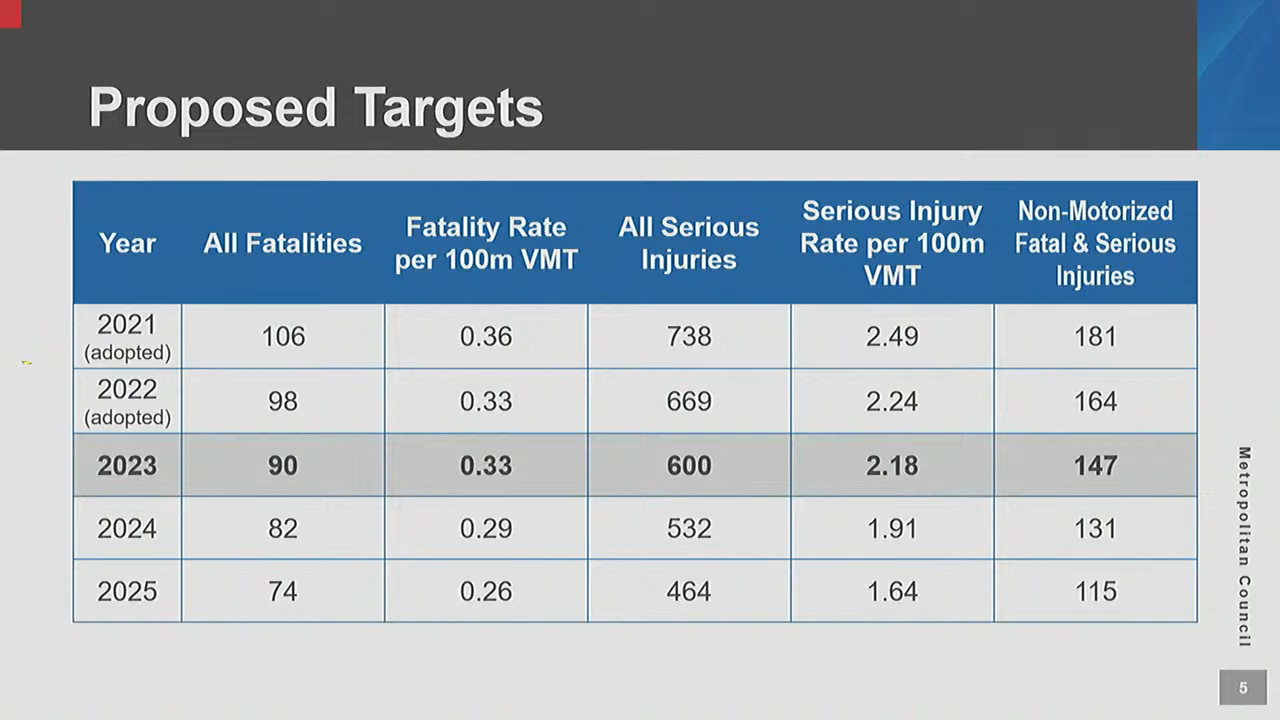 Proposed Targets
Year
All Fatalities
Fatality Rate
per 100m VMT
All Serious
Injuries
Serious Injury
Rate per 100m
VMT
Non-Motorized
Fatal & Serious
Injuries
2021
(adopted)
106
0.36
738
2.49
181
2022
(adopted)
98
0.33
669
2.24
164
2023
90
0.33
600
2.18
147
2024
82
0.29
532
1.91
131
2025
74
0.26
464
1.64
115
Metropolitan Council
5